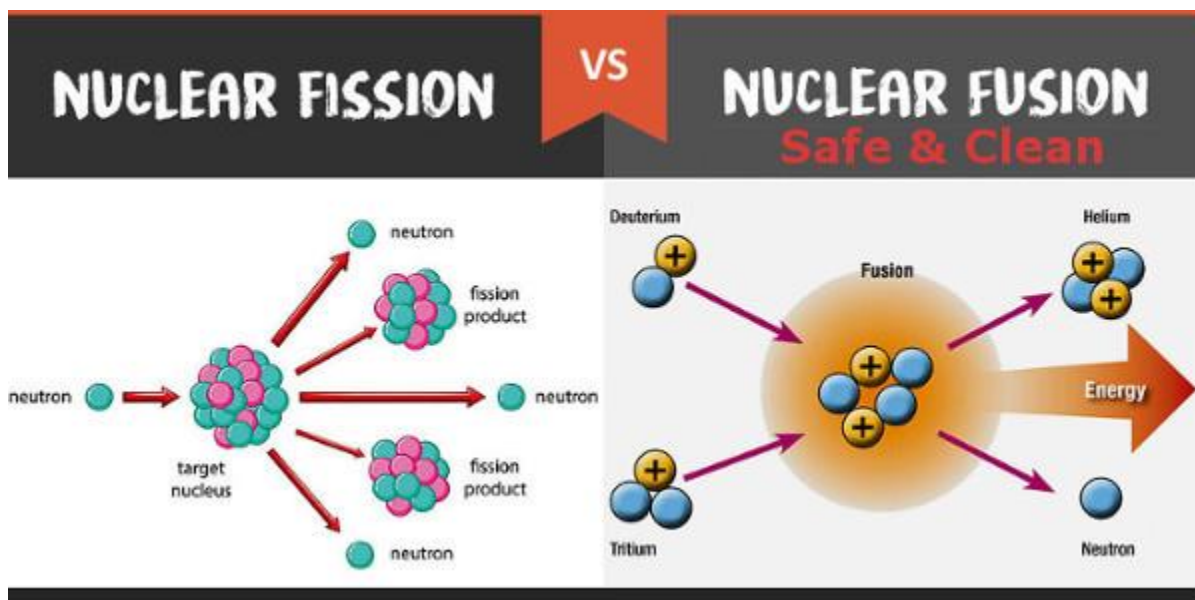 NUCLEAR FISSION
VS
NUCLEAR FUSION
Safe & Clean
neutron
fission
product
neutron
neutron
target
nucleus
fission
product
neutron
Deuterium
+
Helium
+
+
Fusion
+
+
Energy
+
Tritium
Neutron